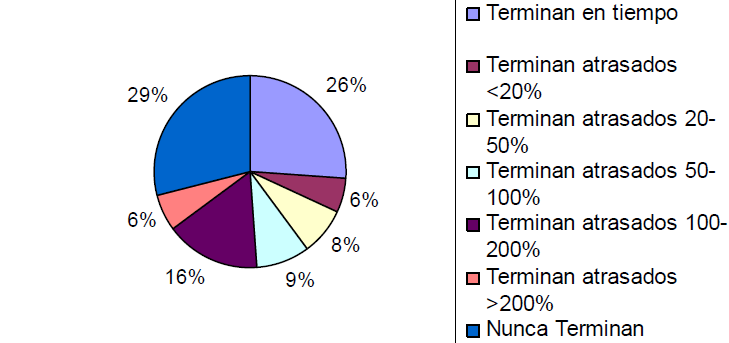 29%
26%
6%
8%
9%
16%
6%
Terminan en tiempo
Terminan atrasados
<20%
Terminan atrasados 20-
50%
Terminan atrasados 50-
100%
Terminan atrasados 100-
200%
Terminan atrasados
>200%
Nunca Terminan